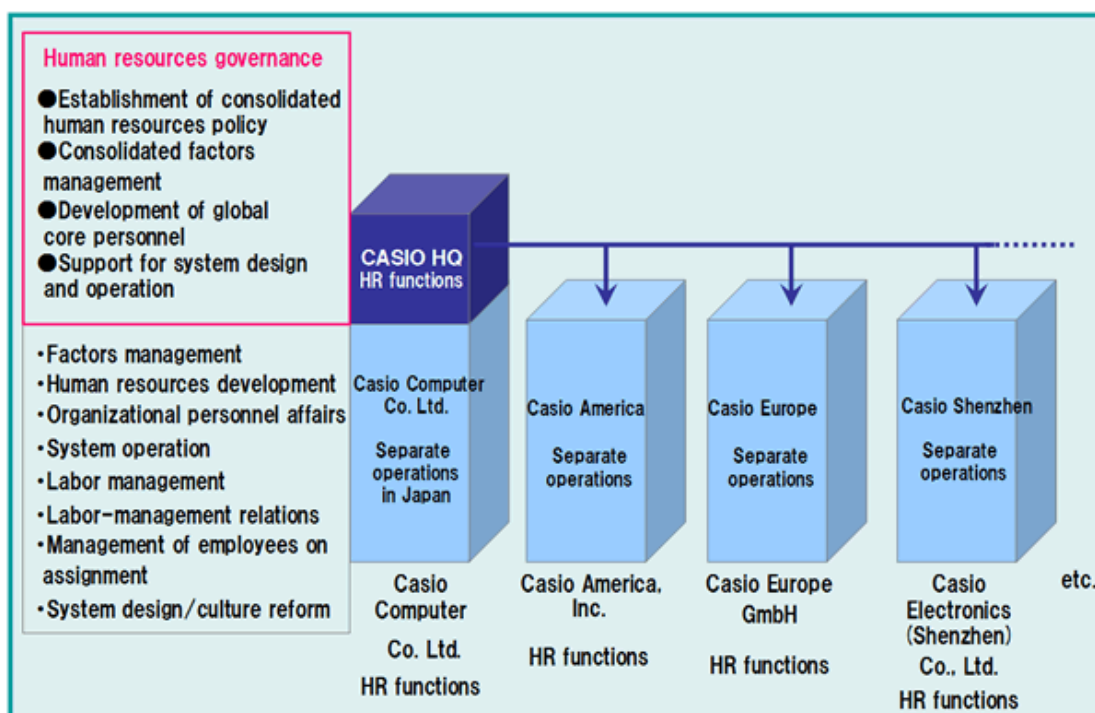 Human resources governance
●Establishment of consolidated
human resources policy
●Consolidated factors
management
●Development of global
core personnel
●Support for system design
and operation
・Factors management
・Human resources development
・Organizational personnel affairs
・System operation
・Labor management
・Labor-management relations
・Management of employees on
assignment
・System design/culture reform
CASIO HQ
HR functions
Casio Computer
Co. Ltd.
Separate
operations
in Japan
Casio America
Separate
operations
Casio Europe
Separate
operations
Casio Shenzhen
Separate
operations
Casio
Computer
Co. Ltd.
HR functions
Casio America,
Inc.
HR functions
Casio Europe
GmbH
HR functions
Casio
Electronics
(Shenzhen)
Co., Ltd.
HR functions
etc.